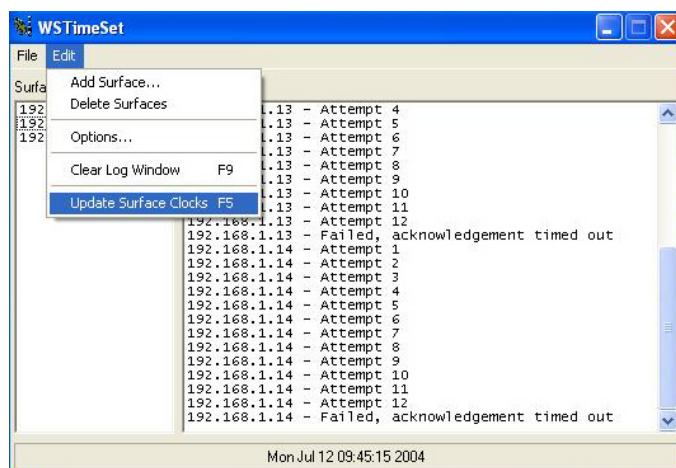 WSTimeSet
File Edit
Surfa
Add Surface...
Delete Surfaces
Options...
Clear Log Window F9
Update Surface Clocks F5
192
192
192
1.13 - Attempt 4
1.13 - Attempt 5
1.13 - Attempt 6
1.13 - Attempt 7
1.13 - Attempt 8
1.13 - Attempt 9
1.13 - Attempt 10
1.13 - Attempt 11
192.168.1.13 - Attempt 12
192.168.1.13 - Failed, acknowledgement timed out
192.168.1.14 - Attempt 1
192.168.1.14 - Attempt 2
192.168.1.14 - Attempt 3
192.168.1.14 - Attempt 4
192.168.1.14 - Attempt 5
192.168.1.14 - Attempt 6
192.168.1.14 - Attempt 7
192.168.1.14 - Attempt 8
192.168.1.14 - Attempt 9
192.168.1.14 - Attempt 10
192.168.1.14 - Attempt 11
192.168.1.14 - Attempt 12
192.168.1.14 - Failed, acknowledgement timed out
Mon Jul 12 09:45:15 2004